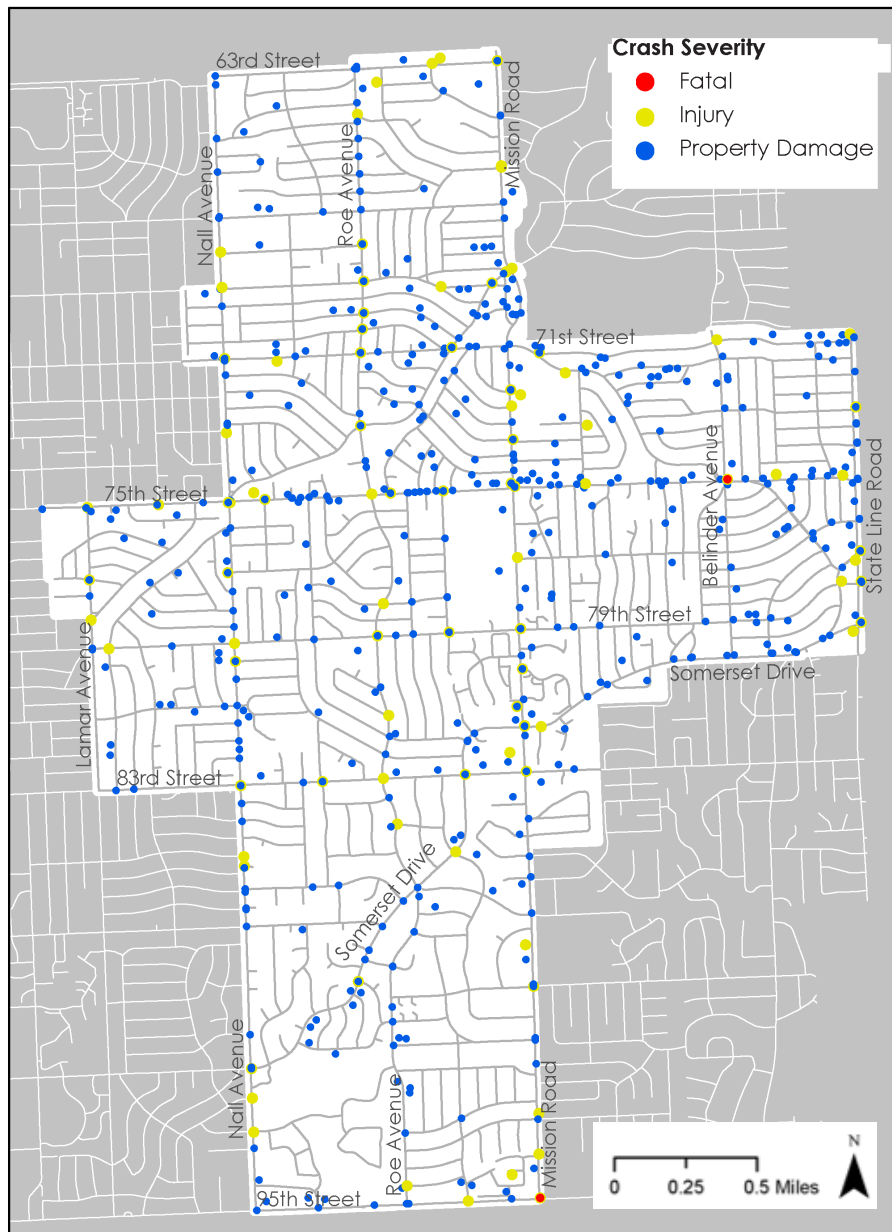 Crash Severity
Fatal
Injury
Property Damage
63rd Street
Mission Road
Roe Avenue
Nall Avenue
71st Street
75th Street
Belinder Avenue
State Line Road
79th Street
Lamar Avenue
Somerset Drive
83rd Street
Somerset Drive
Nall Avenue
Roe Avenue
Mission Road
95th Street
N
0 0.25 0.5 Miles